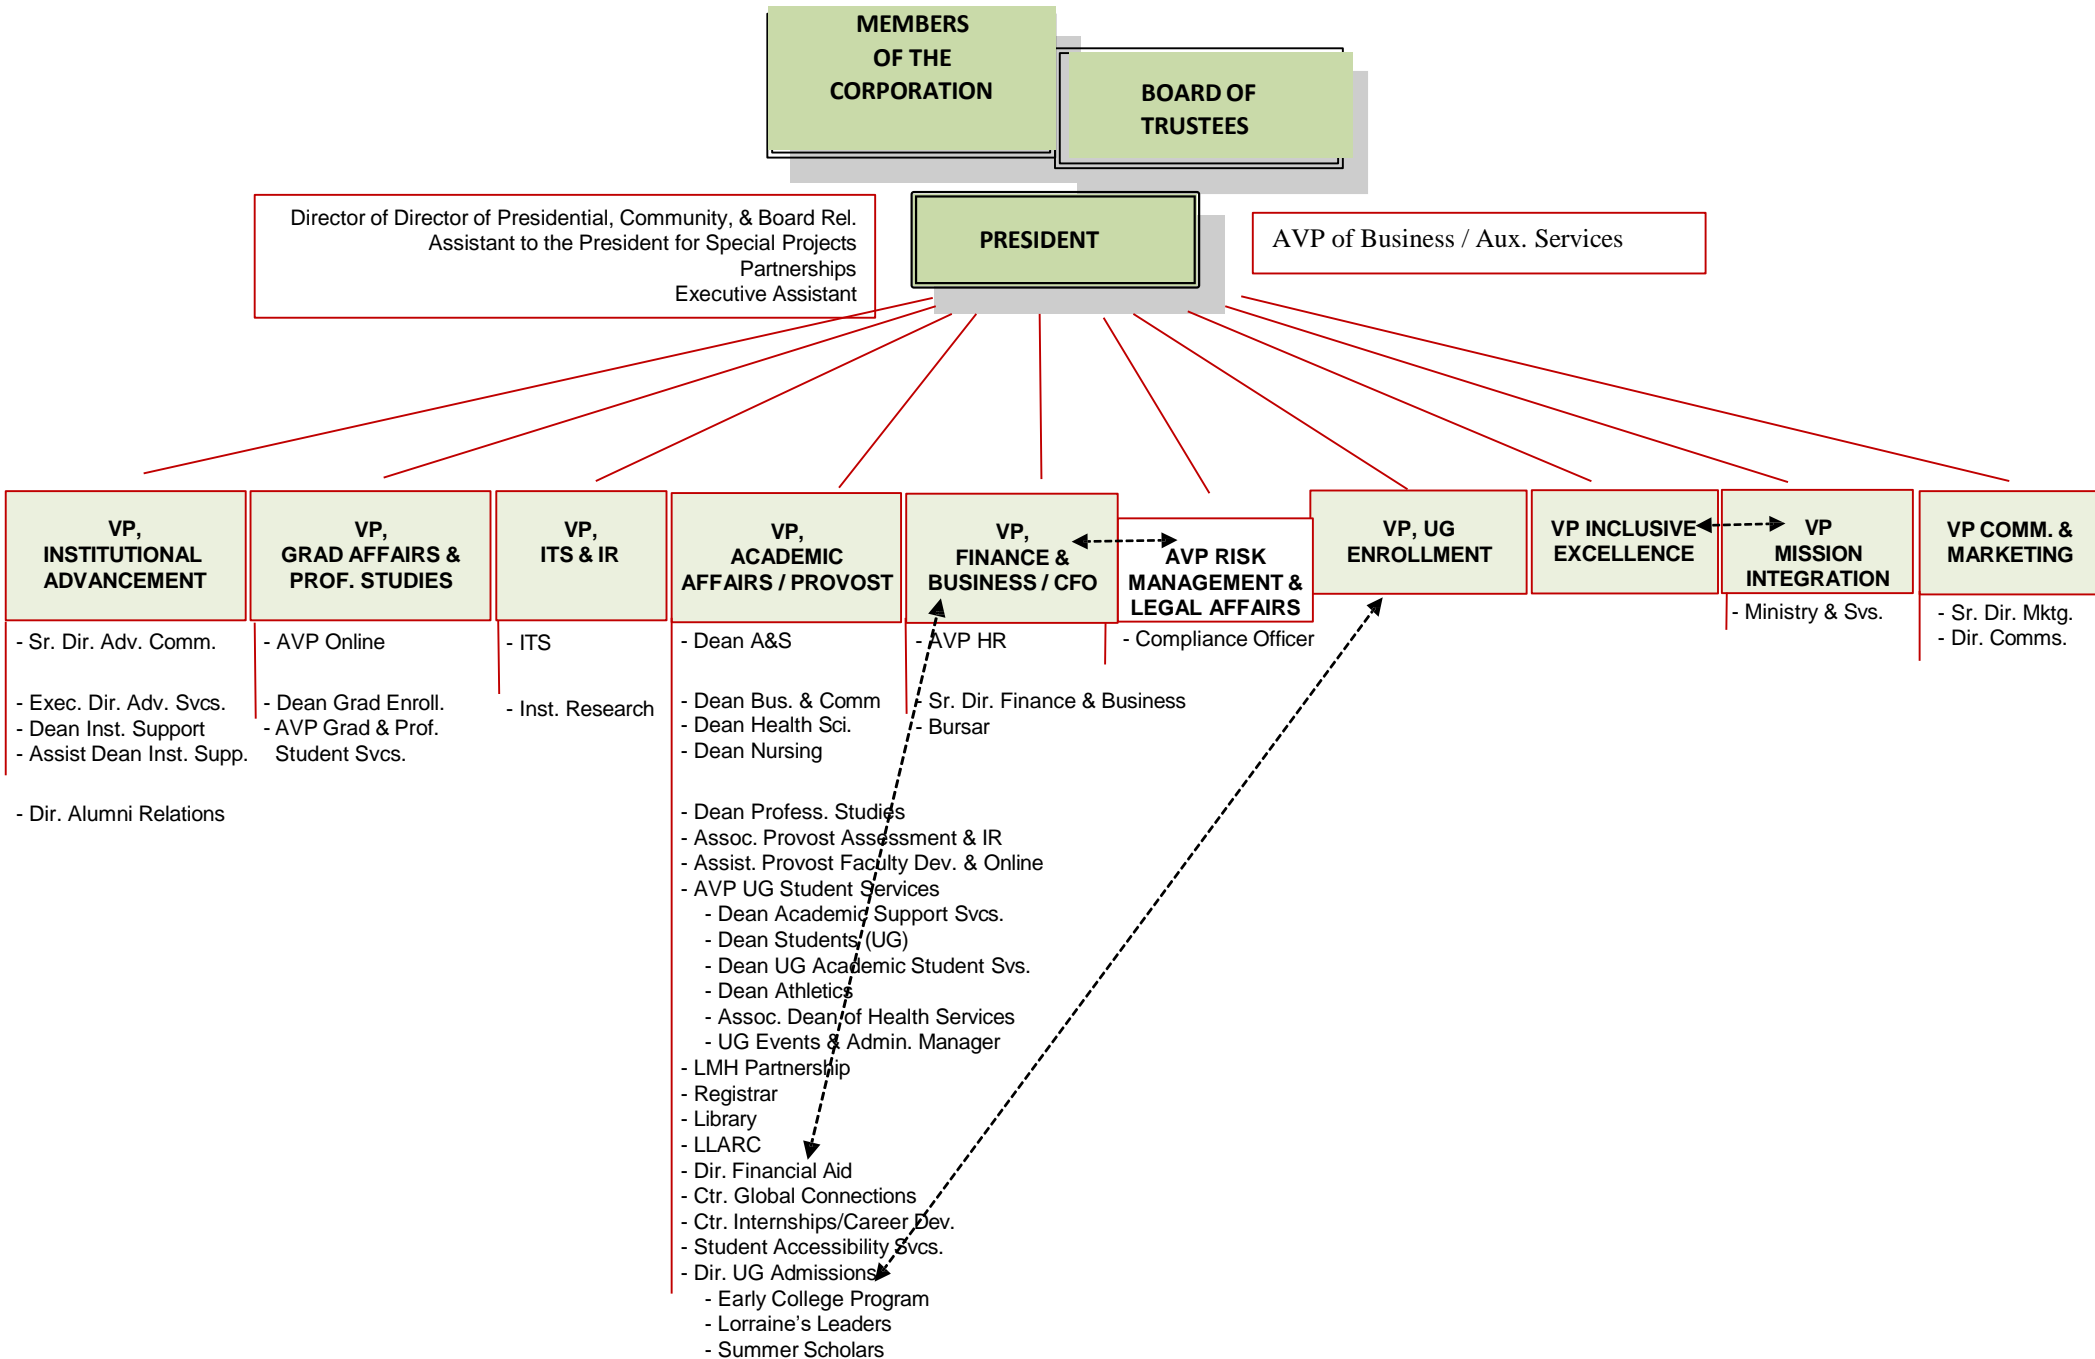 MEMBERS
OF THE
CORPORATION
BOARD OF
TRUSTEES
Director of Director of Presidential, Community, & Board Rel.
Assistant to the President for Special Projects
Partnerships
Executive Assistant
PRESIDENT
AVP of Business / Aux. Services
VP,
INSTITUTIONAL
ADVANCEMENT
- Sr. Dir. Adv. Comm.
- Exec. Dir. Adv. Svcs.
- Dean Inst. Support
- Assist Dean Inst. Supp.
- Dir. Alumni Relations
VP,
GRAD AFFAIRS &
PROF. STUDIES
- AVP Online
- Dean Grad Enroll.
- AVP Grad & Prof.
Student Svcs.
VP,
ITS & IR
- ITS
- Inst. Research
VP,
ACADEMIC
AFFAIRS / PROVOST
- Dean A&S
- Dean Bus. & Comm
- Dean Health Sci.
- Dean Nursing
- Dean Profess. Studies
- Assoc. Provost Assessment & IR
- Assist. Provost Faculty Dev. & Online
- AVP UG Student Services
- Dean Academic Support Svcs.
- Dean Students (UG)
- Dean UG Academic Student Svs.
- Dean Athletics
- Assoc. Dean of Health Services
- UG Events & Admin. Manager
- LMH Partnership
- Registrar
- Library
- LLARC
- Dir. Financial Aid
- Ctr. Global Connections
- Ctr. Internships/Career Dev.
- Student Accessibility Svcs.
- Dir. UG Admissions
- Early College Program
- Lorraine's Leaders
- Summer Scholars
VP,
FINANCE &
BUSINESS / CFO
- AVP HR
- Sr. Dir. Finance & Business
- Bursar
AVP RISK
MANAGEMENT &
LEGAL AFFAIRS
- Compliance Officer
VP, UG
ENROLLMENT
VP INCLUSIVE
EXCELLENCE
VP
MISSION
INTEGRATION
- Ministry & Svs.
VP COMM. &
MARKETING
- Sr. Dir. Mktg.
- Dir. Comms.